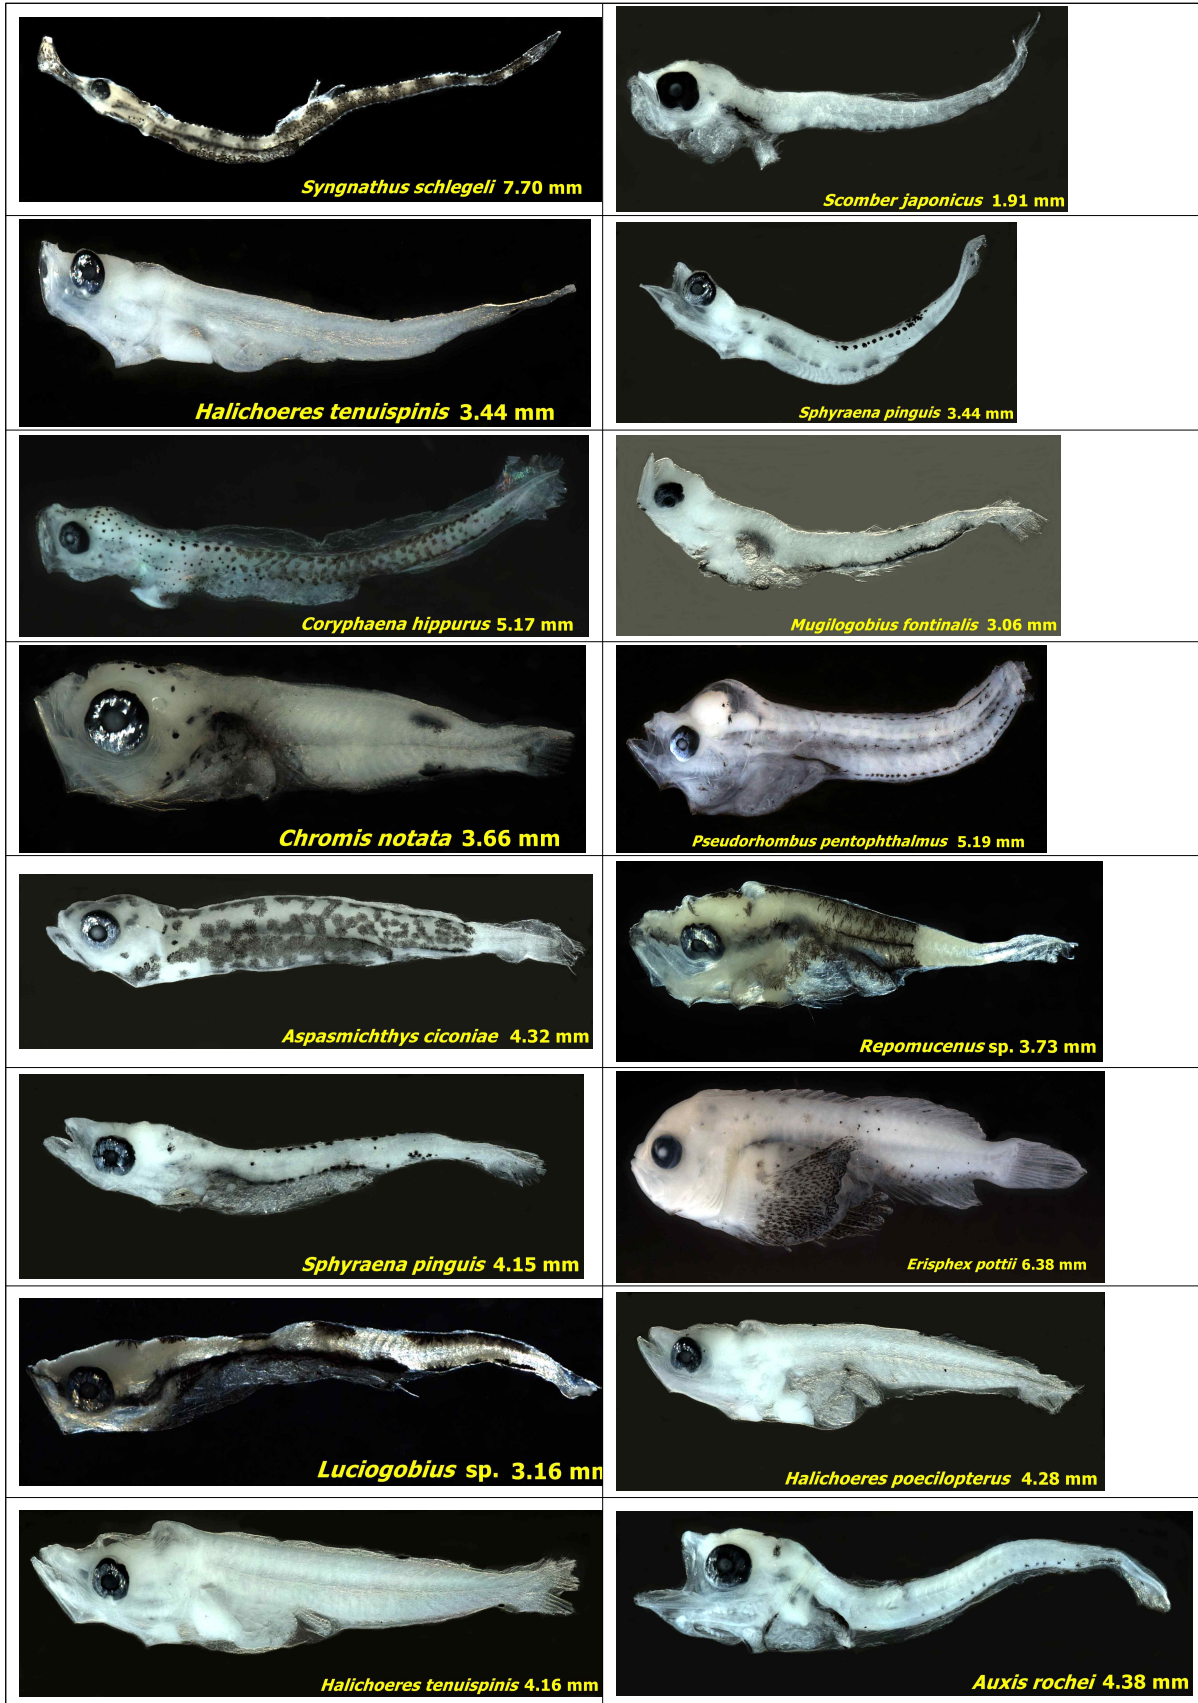 Syngnathus schlegeli 7.70 mm
Scomber japonicus 1.91 mm
Halichoeres tenuispinis 3.44 mm
Sphyraena pinguis 3.44 mm
Coryphaena hippurus 5.17 mm
Mugilogobius fontinalis 3.06 mm
Chromis notata 3.66 mm
Pseudorhombus pentophthalmus 5.19 mm
Aspasmichthys ciconiae 4.32 mm
Repomucenus sp. 3.73 mm
Sphyraena pinguis 4.15 mm
Erisphex pottii 6.38 mm
Luciogobius sp. 3.16 mm
Halichoeres poecilopterus 4.28 mm
Halichoeres tenuispinis 4.16 mm
Auxis rochei 4.38 mm